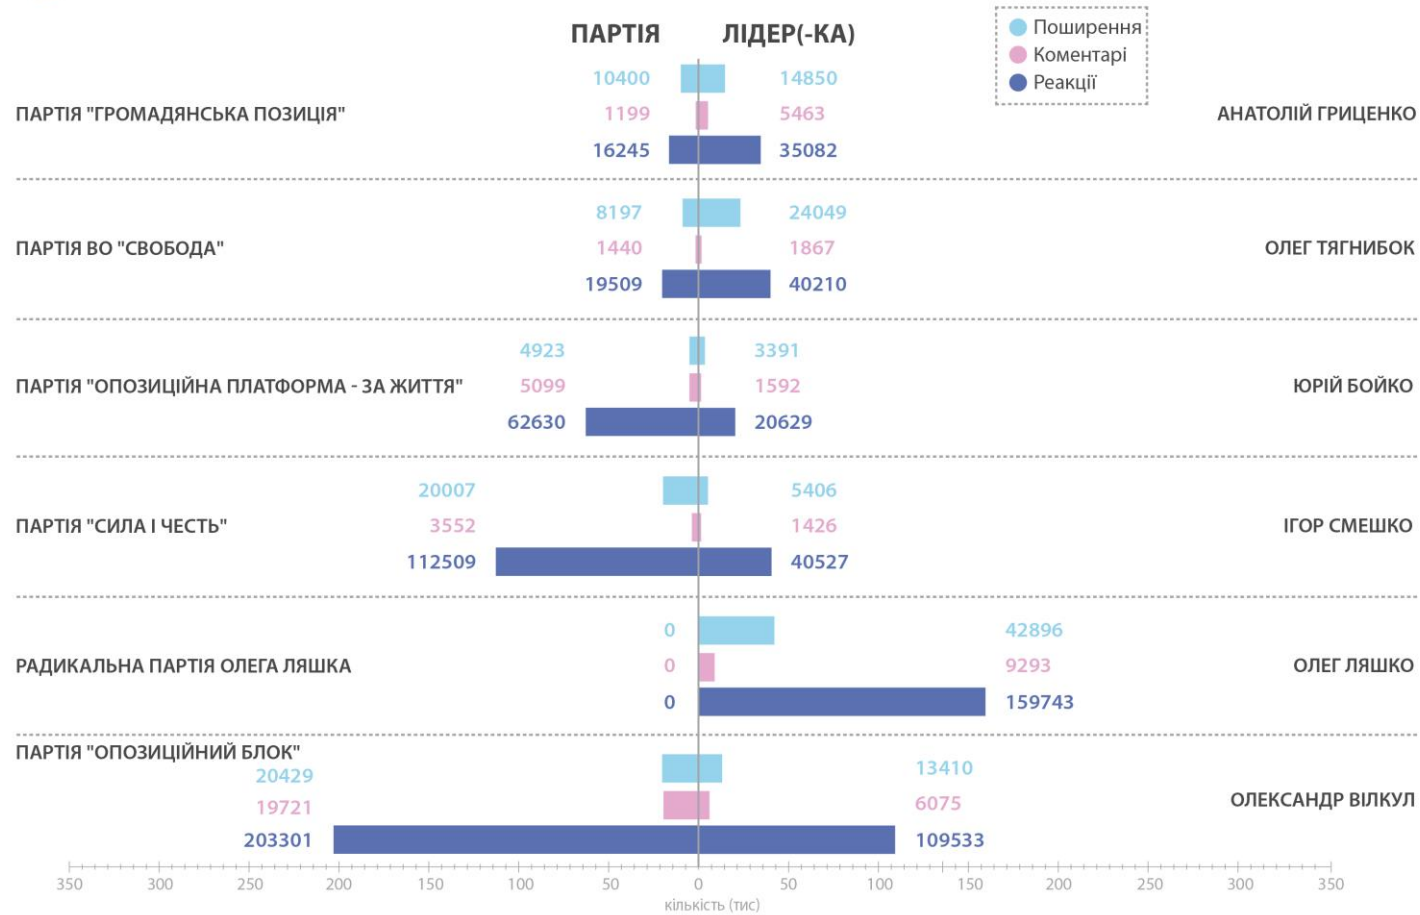 ПАРТІЯ ЛІДЕР(-КА)
Поширення
Коментарі
Реакції
10400 14850
ПАРТІЯ "ГРОМАДЯНСЬКА ПОЗИЦІЯ" 1199 5463 АНАТОЛІЙ ГРИЦЕНКО
16245 35082
8197 24049
ПАРТІЯ ВО "СВОБОДА" 1440 1867 ОЛЕГ ТЯГНИБОК
19509 40210
4923 3391
ПАРТІЯ "ОПОЗИЦІЙНА ПЛАТФОРМА - ЗА ЖИТТЯ" 5099 1592 ЮРІЙ БОЙКО
62630 20629
20007 5406
ПАРТІЯ "СИЛА І ЧЕСТЬ" 3552 1426 ІГОР СМЕШКО
112509 40527
0 42896
РАДИКАЛЬНА ПАРТІЯ ОЛЕГА ЛЯШКА 0 9293 ОЛЕГ ЛЯШКО
0 159743
ПАРТІЯ "ОПОЗИЦІЙНИЙ БЛОК"
20429 13410
19721 6075 ОЛЕКСАНДР ВІЛКУЛ
203301 109533
350 300 250 200 150 100 50 0 50 100 150 200 250 300 350
кількість (тис)